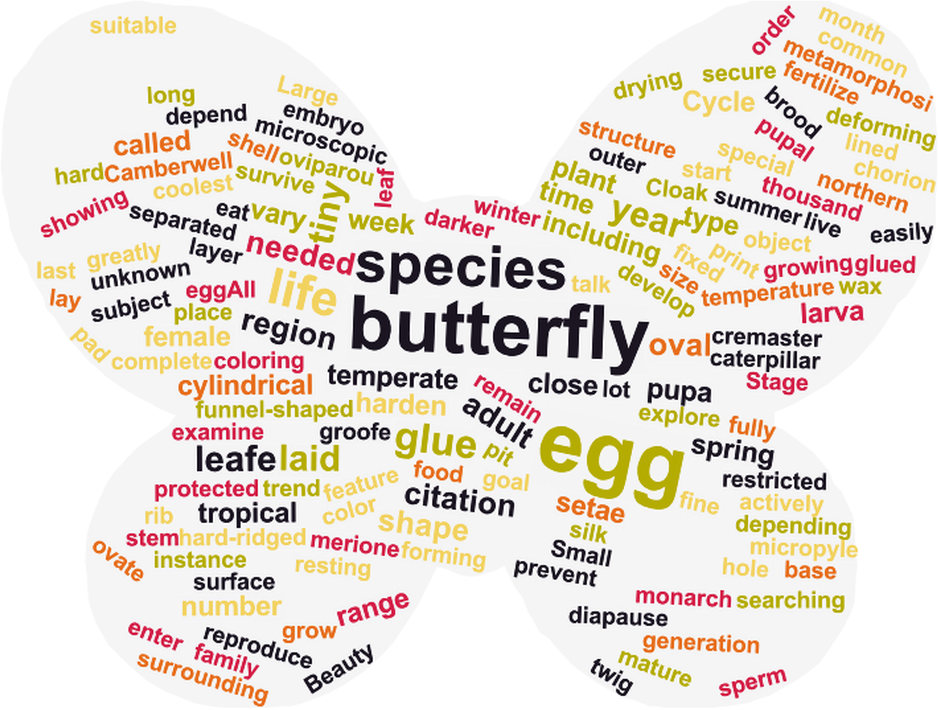 suitable
order
month
common
metamorphosi
fertilize
drying
secure
Cycle
brood
deforming
long
Large
depend
embryo
microscopic
called
shell
oviparou
structure
outer
pupal
lined
special
chorion
hard
Camberwell
survive
leaf
plant
start
northern
coolest
tiny
time
Cloak
thousand
showing
separated
eat
vary
week
darker
winter
year
type
summer
live
easily
layer
needed
species
including
object
greatly
last
unknown
fixed
print
growing
glued
lay
subject
eggAll
life
talk
develop
size
temperature
wax
place
region
butterfly
larva
pad
female
oval
cremaster
complete
coloring
caterpillar
cylindrical
temperate
remain
close
lot
pupa
Stage
funnel-shaped
harden
adult
explore
fully
examine
groofe
glue
pit
egg
spring
leafe
laid
food
goal
restricted
protected
trend
feature
citation
setae
fine
actively
rib
tropical
color
shape
silk
depending
stem
hard-ridged
merione
forming
Small
micropyle
ovate
instance
resting
prevent
hole
base
surface
number
range
monarch
searching
diapause
enter
reproduce
grow
generation
family
Beauty
mature
surrounding
twig
sperm